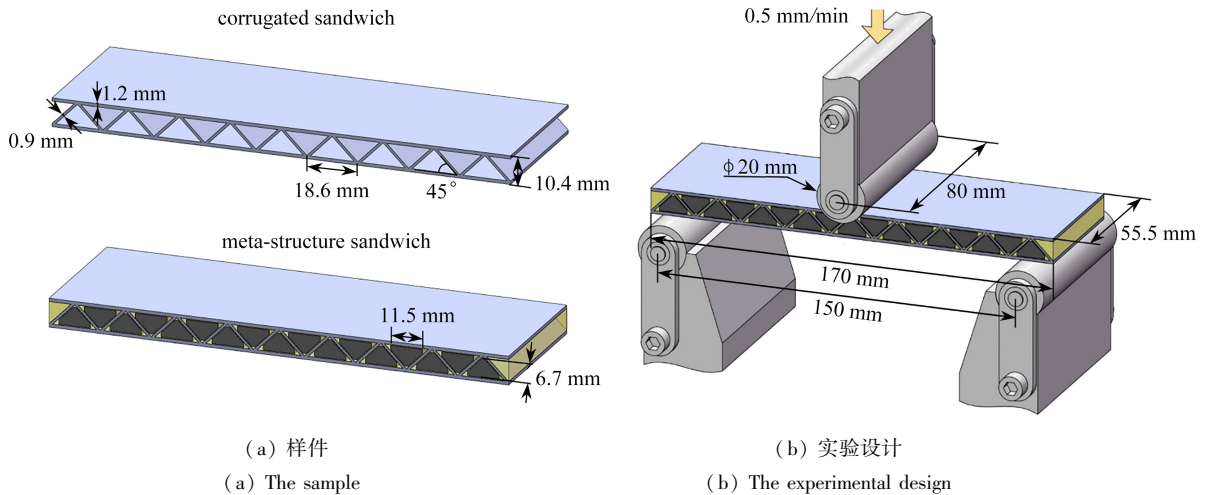 corrugated sandwich
1.2 mm
0.9 mm
18.6 mm
45°
10.4 mm
meta-structure sandwich
11.5 mm
6.7 mm
(a) 样件
(a) The sample
0.5 mm/min
ϕ20 mm
80 mm
55.5 mm
170 mm
150 mm
(b) 实验设计
(b) The experimental design